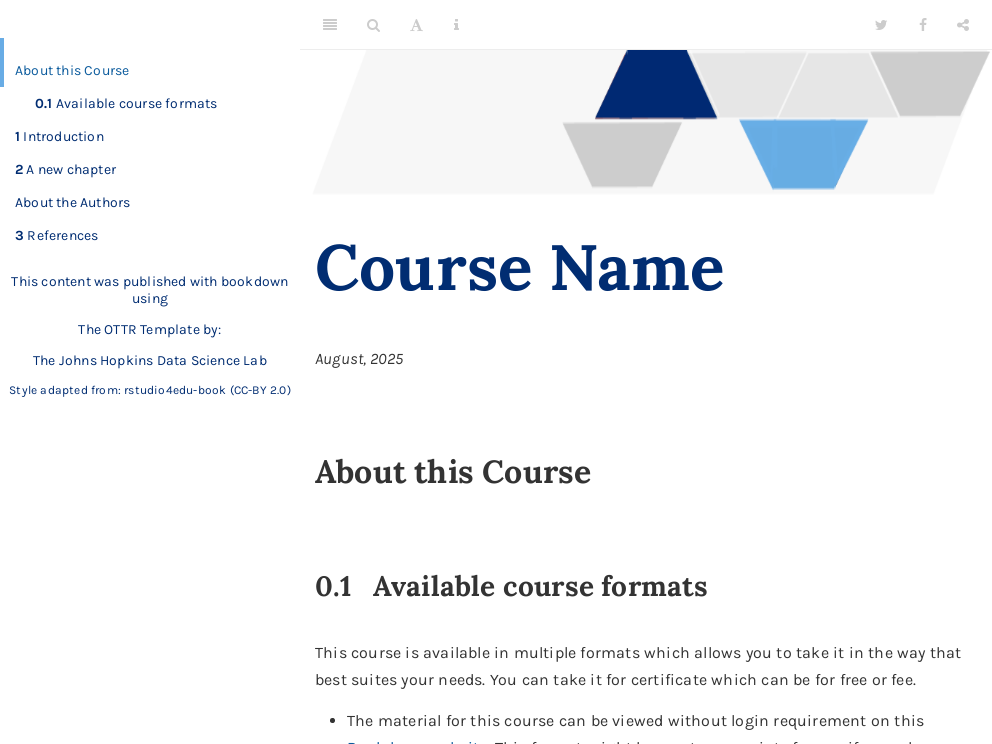 About this Course
0.1 Available course formats
1 Introduction
2 A new chapter
About the Authors
3 References
This content was published with bookdown
using
The OTTR Template by:
The Johns Hopkins Data Science Lab
Style adapted from: rstudio4edu-book (CC-BY 2.0)
Course Name
August, 2025
About this Course
0.1 Available course formats
This course is available in multiple formats which allows you to take it in the way that
best suites your needs. You can take it for certificate which can be for free or fee.
The material for this course can be viewed without login requirement on this